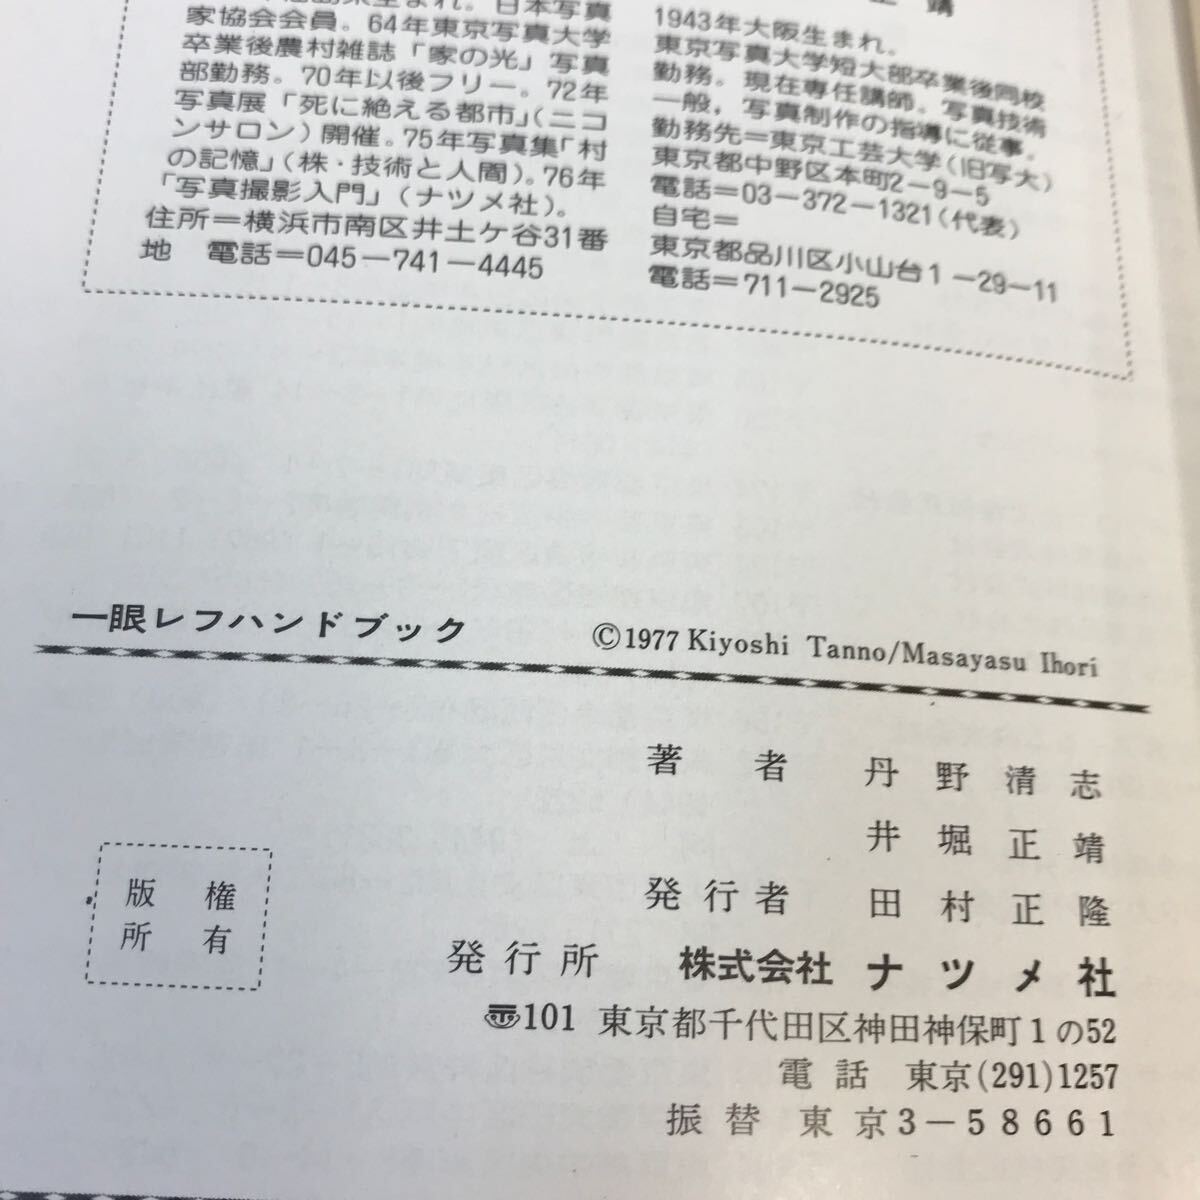 正 靖
生まれ。日本写真
家協会会員。64年東京写真大学
卒業後農村雑誌「家の光」写真
部勤務。70年以後フリー。72年
写真展「死に絶える都市」(ニコ
ンサロン)開催。75年写真集「村
の記憶」(株・技術と人間)。76年
「写真撮影入門」(ナツメ社)。
住所=横浜市南区井土ケ谷31番
地 電話=045-741-4445
1943年大阪生まれ。
東京写真大学短大部卒業後同校
勤務。現在専任講師。写真技術
一般，写真制作の指導に従事。
勤務先=東京工芸大学(旧写大)
東京都中野区本町2-9-5
電話=03-372-1321(代表)
自宅=
東京都品川区小山台1-29-11
電話=711-2925
一眼レフハンドブック
©1977 Kiyoshi Tanno/Masayasu Ihori
著者 丹野清志
井堀正靖
発行者 田村正隆
発行所 株式会社 ナツメ社
〠101 東京都千代田区神田神保町1の52
電話 東京(291)1257
振替 東京3-58661
版権
所有